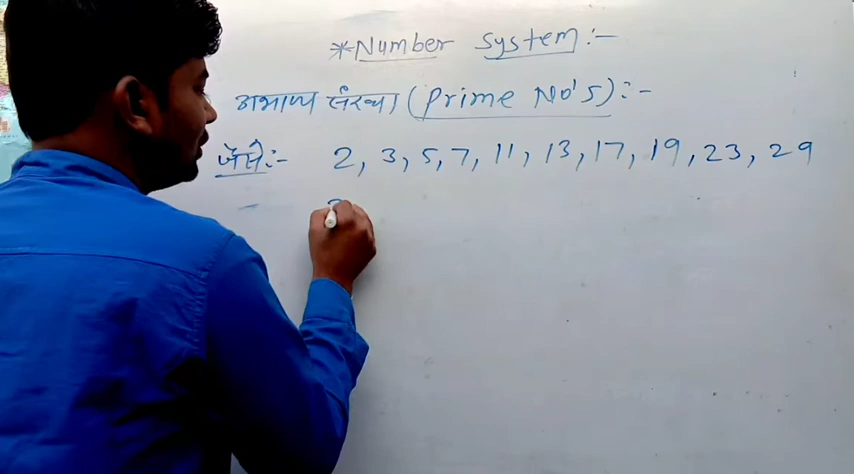 *Number System:-
अभाज्य संख्या (Prime No's):-
जैसे:- 2, 3, 5, 7, 11, 13, 17, 19, 23, 29